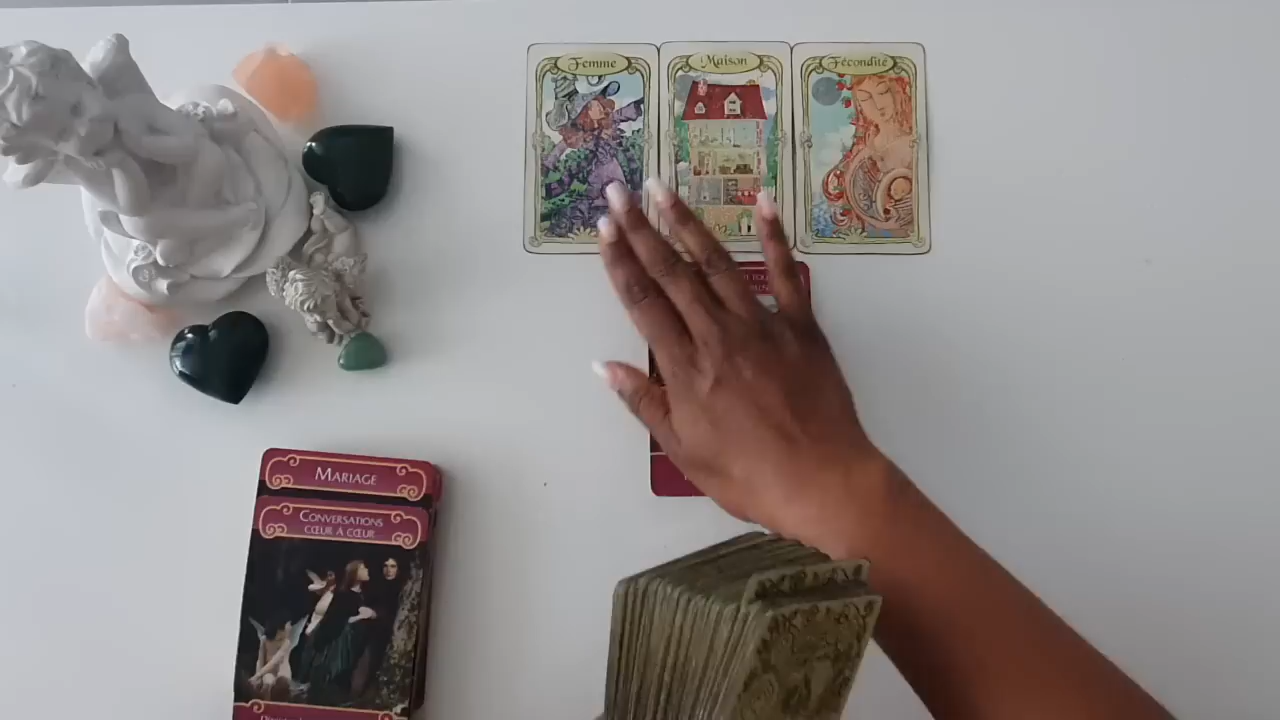 Femme
Maison
Fécondité
MARIAGE
CONVERSATIONS
CŒUR À CŒUR